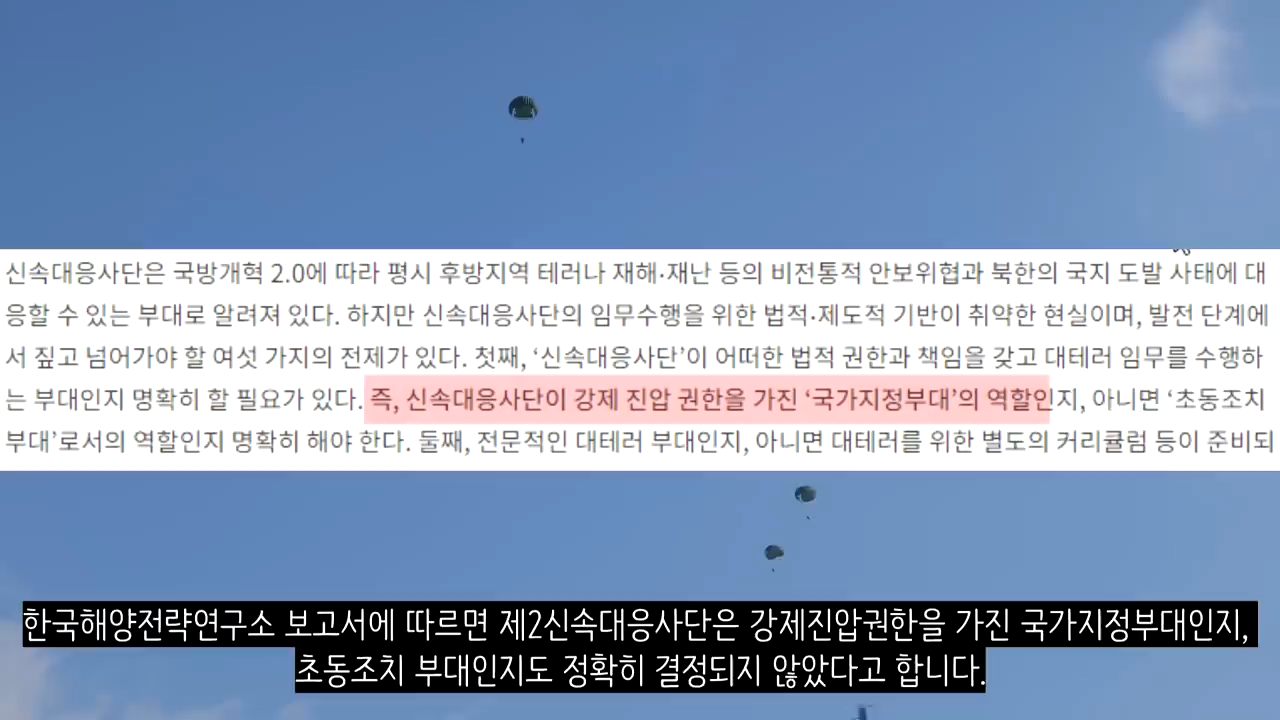 신속대응사단은 국방개혁 2.0에 따라 평시 후방지역 테러나 재해·재난 등의 비전통적 안보위협과 북한의 국지 도발 사태에 대
응할 수 있는 부대로 알려져 있다. 하지만 신속대응사단의 임무수행을 위한 법적·제도적 기반이 취약한 현실이며, 발전 단계에
서 짚고 넘어가야 할 여섯 가지의 전제가 있다. 첫째, ‘신속대응사단’이 어떠한 법적 권한과 책임을 갖고 대테러 임무를 수행하
는 부대인지 명확히 할 필요가 있다. 즉, 신속대응사단이 강제 진압 권한을 가진 ‘국가지정부대’의 역할인지, 아니면 ‘초동조치
부대’로서의 역할인지 명확히 해야 한다. 둘째, 전문적인 대테러 부대인지, 아니면 대테러를 위한 별도의 커리큘럼 등이 준비되
한국해양전략연구소 보고서에 따르면 제2신속대응사단은 강제진압권한을 가진 국가지정부대인지,
초동조치 부대인지도 정확히 결정되지 않았다고 합니다.